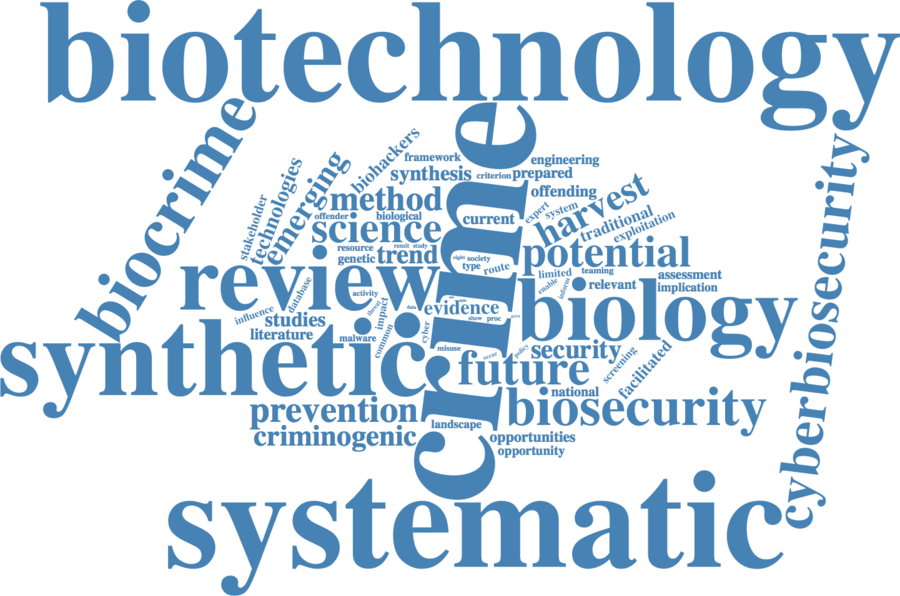 biotechnology
biocrime
crime
cyberbiosecurity
biohackers
framework
engineering
synthesis
criterion
prepared
stakeholder
technologies
emerging
method
offending
harvest
expert
system
traditional
exploitation
offender
biological
current
science
resource
result
study
genetic
trend
eight
society
type
route
potential
limited
teaming
enable
inform
relevant
assessment
implication
review
activity
database
influence
impact
evidence
data
show
proc
biology
studies
literature
malware
common
cyber
misuse
occur
policy
security
screening
facilitated
synthetic
future
national
prevention
criminogenic
landscape
biosecurity
opportunities
opportunity
systematic